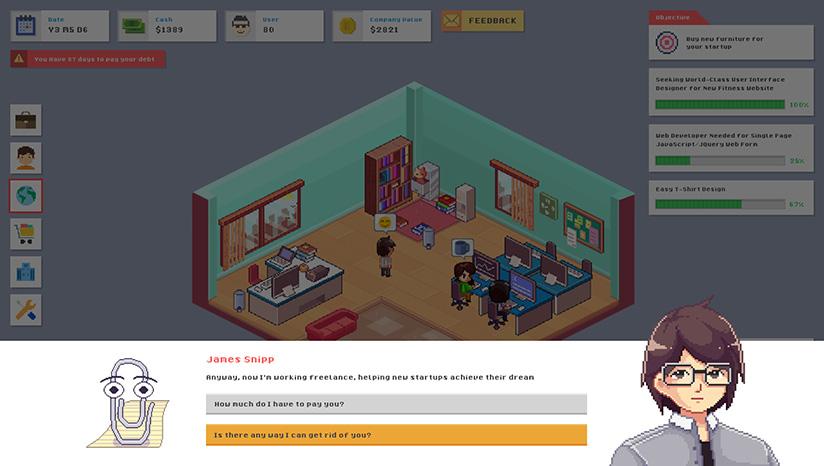 Date
Y3 M5 D6
Cash
$1389
User
80
Company Value
$2821
FEEDBACK
You Have 57 days to pay your debt
Objective
Buy new furniture for
your startup
Seeking World-Class User Interface
Designer for New Fitness Website
100%
Web Developer Needed for Single Page
JavaScript/JQuery Web Form
25%
Easy T-Shirt Design
67%
James Snipp
Anyway, now I'm working freelance, helping new startups achieve their dream
How much do I have to pay you?
Is there any way I can get rid of you?